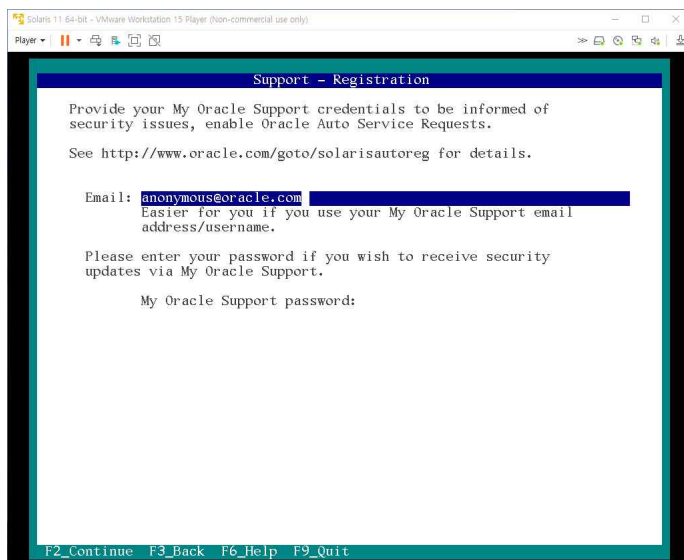 Solaris 11 64-bit - VMware Workstation 15 Player (Non-commercial use only)
Player
Support - Registration
Provide your My Oracle Support credentials to be informed of
security issues, enable Oracle Auto Service Requests.
See http://www.oracle.com/goto/solarisautoreg for details.
Email: anonymous@oracle.com
Easier for you if you use your My Oracle Support email
address/username.
Please enter your password if you wish to receive security
updates via My Oracle Support.
My Oracle Support password:
F2_Continue F3_Back F6_Help F9_Quit